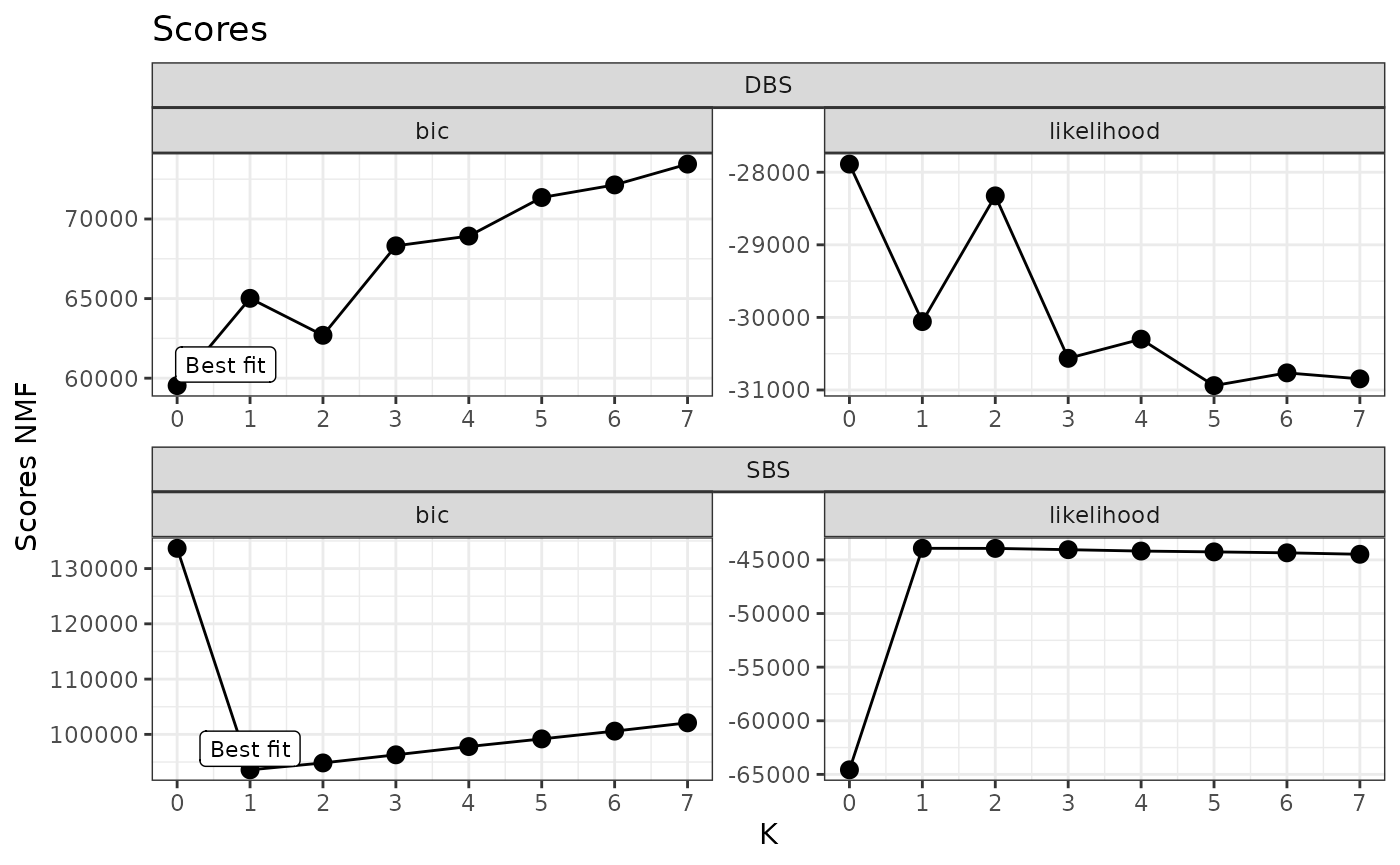 Scores
DBS
bic
likelihood
70000
65000
60000
Best fit
0 1 2 3 4 5 6 7
-28000
-29000
-30000
-31000
0 1 2 3 4 5 6 7
Scores NMF
SBS
bic
likelihood
130000
120000
110000
100000
Best fit
0 1 2 3 4 5 6 7
-45000
-50000
-55000
-60000
-65000
0 1 2 3 4 5 6 7
K